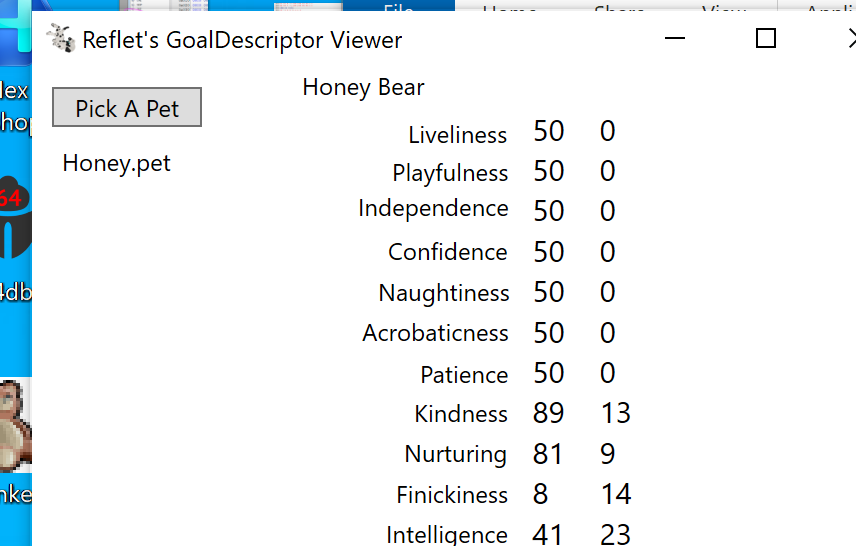 File Home Share View Appli
Reflet's GoalDescriptor Viewer
Honey Bear
Pick A Pet
Honey.pet
Liveliness 50 0
Playfulness 50 0
Independence 50 0
Confidence 50 0
Naughtiness 50 0
Acrobaticness 50 0
Patience 50 0
Kindness 89 13
Nurturing 81 9
Finickiness 8 14
Intelligence 41 23
lex
hop
64
4db
nke